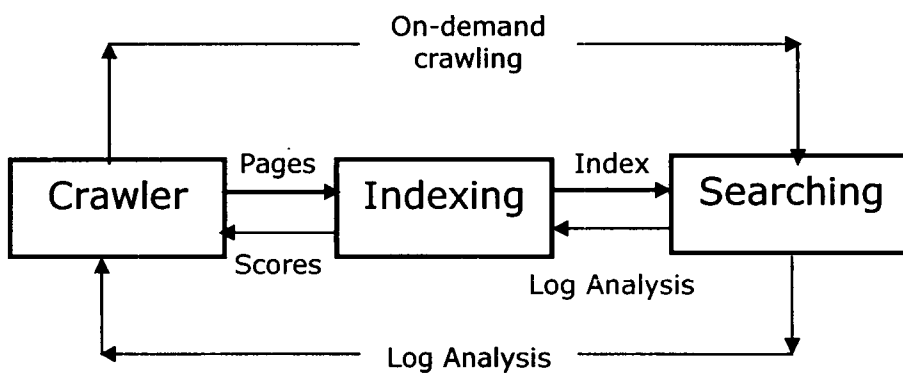 On-demand
crawling
Pages
Index
Crawler
Indexing
Searching
Scores
Log Analysis
Log Analysis